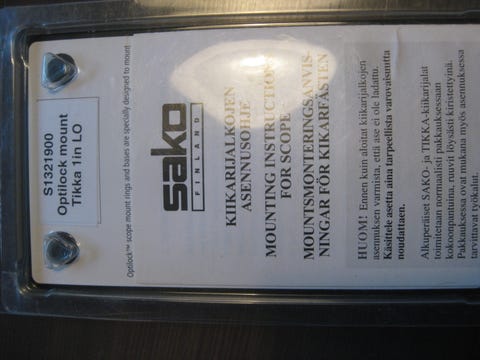 S1321900
Optilock mount
Tikka 1in LO
Optilock™ scope mount rings and bases are specially designed to mount
sako
FINLAND
KIIKARIJALKOJEN
ASENNUSOHJE
MOUNTING INSTRUCTIONS
FOR SCOPE
MOUNTSMONTERINGSANVIS-
NINGAR FÖR KIKARFÄSTEN
HUOM! Ennen kuin aloitat kiikarijalkojen
asennuksen varmista, että ase ei ole ladattu.
Käsittele asetta aina tarpeellista varovaisuutta
noudattaen.
Alkuperäiset SAKO- ja TIKKA-kiikarijalat
toimitetaan normaalisti pakkauksessaan
kokoonpantuina, ruuvit löysästi kiristettyinä.
Pakkauksessa ovat mukana myös asennuksessa
tarvittavat työkalut.